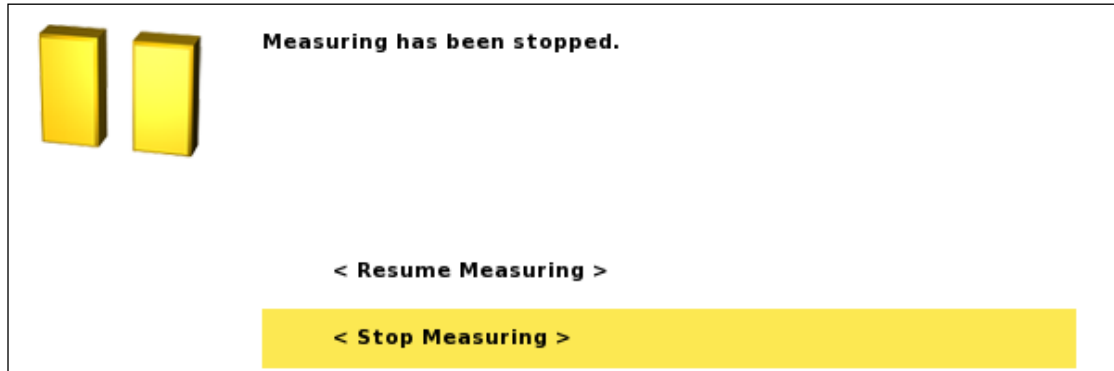 Measuring has been stopped.
< Resume Measuring >
< Stop Measuring >